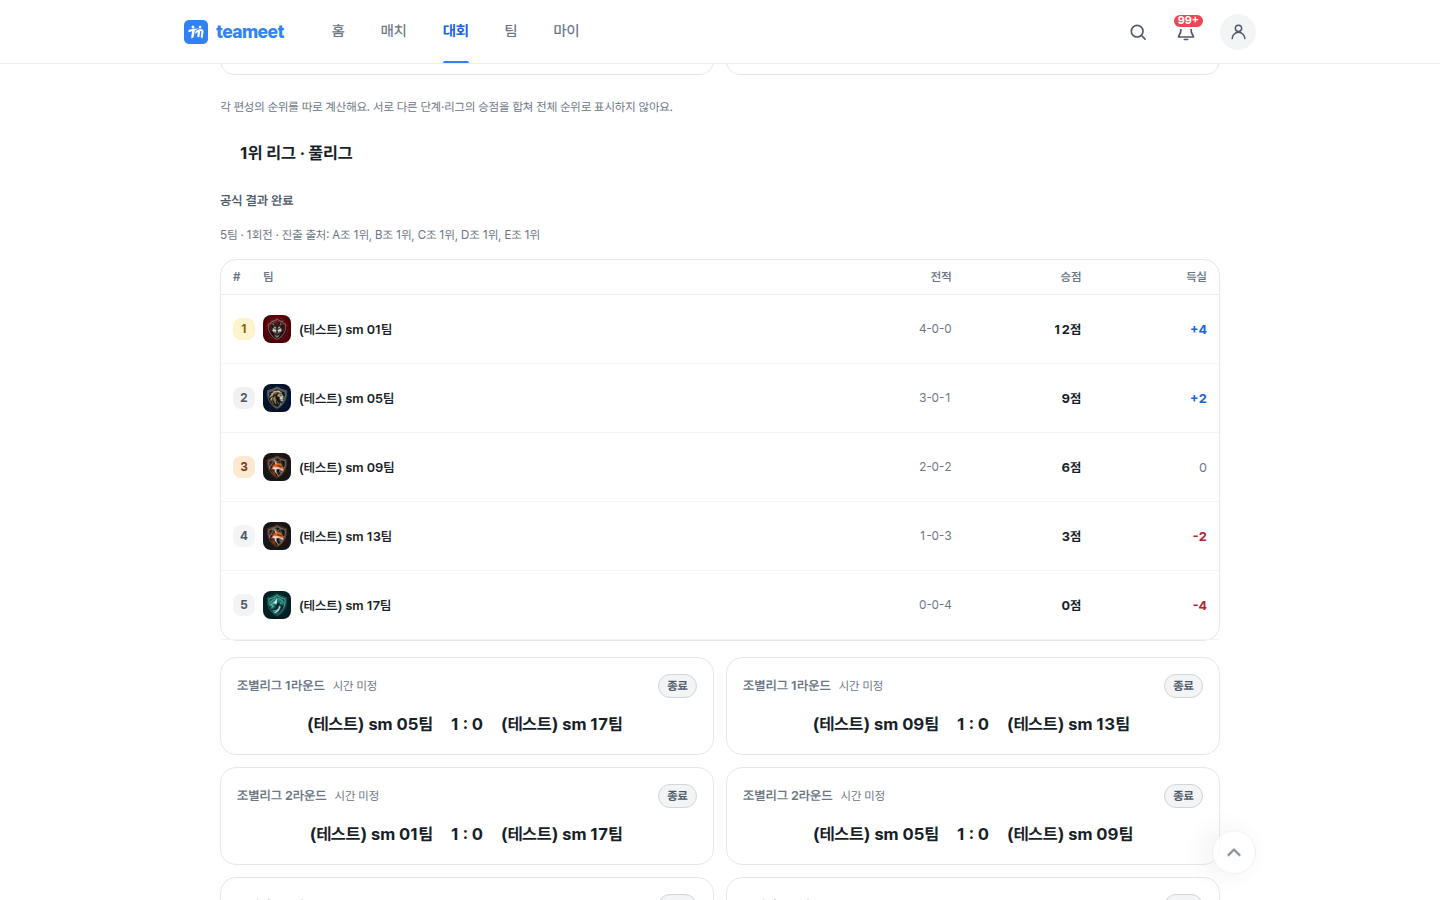 teameet 홈 매치 대회 팀 마이 99+
각 편성의 순위를 따로 계산해요. 서로 다른 단계·리그의 승점을 합쳐 전체 순위로 표시하지 않아요.
1위 리그 · 풀리그
공식 결과 완료
5팀 · 1회전 · 진출 출처: A조 1위, B조 1위, C조 1위, D조 1위, E조 1위
# 팀 전적 승점 득실
1 (테스트) sm 01팀 4-0-0 12점 +4
2 (테스트) sm 05팀 3-0-1 9점 +2
3 (테스트) sm 09팀 2-0-2 6점 0
4 (테스트) sm 13팀 1-0-3 3점 -2
5 (테스트) sm 17팀 0-0-4 0점 -4
조별리그 1라운드 시간 미정 종료
(테스트) sm 05팀 1 : 0 (테스트) sm 17팀
조별리그 1라운드 시간 미정 종료
(테스트) sm 09팀 1 : 0 (테스트) sm 13팀
조별리그 2라운드 시간 미정 종료
(테스트) sm 01팀 1 : 0 (테스트) sm 17팀
조별리그 2라운드 시간 미정 종료
(테스트) sm 05팀 1 : 0 (테스트) sm 09팀